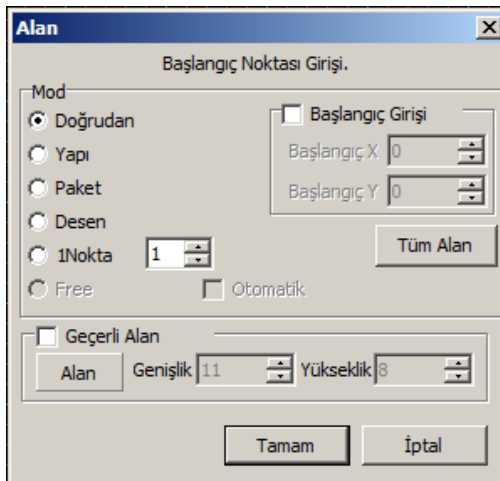 Alan
Başlangıç Noktası Girişi.
Mod
Doğrudan
Yapı
Paket
Desen
1Nokta 1
Free Otomatik
Başlangıç Girişi
Başlangıç X 0
Başlangıç Y 0
Tüm Alan
Geçerli Alan
Alan Genişlik 11 Yükseklik 8
Tamam İptal